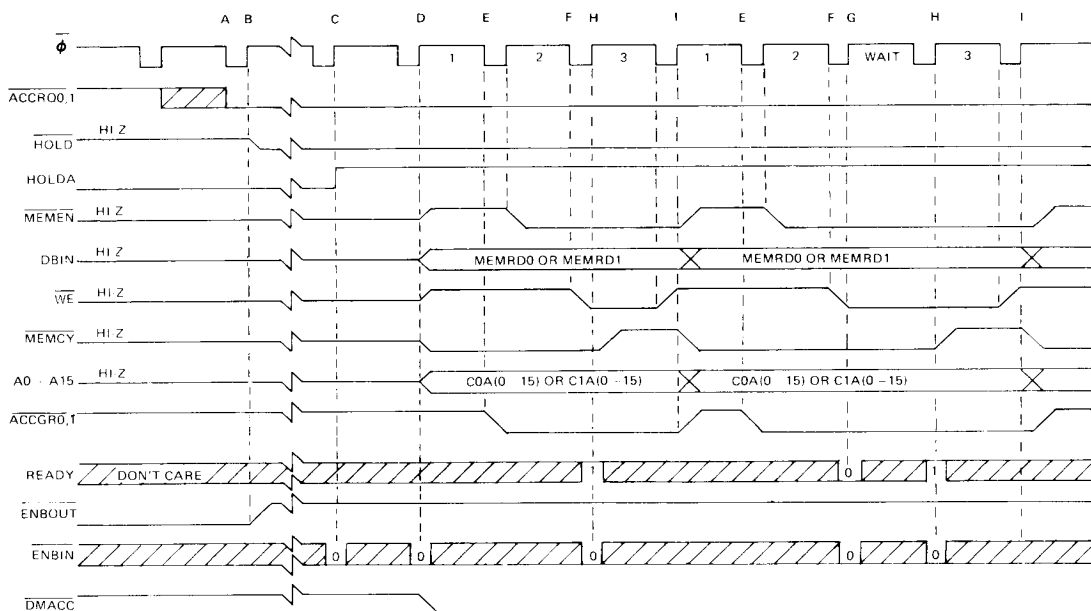 A B C D E F H I E F G H I
φ 1 2 3 1 2 WAIT 3
ACCRO0,1
HI-Z
HOLD
HOLDA
MEMEN HI-Z
DBIN HI-Z MEMRD0 OR MEMRD1 MEMRD0 OR MEMRD1
WE HI-Z
MEMCY HI-Z
A0 - A15 HI-Z C0A(0 15) OR C1A(0 -15) C0A(0 15) OR C1A(0 -15)
ACCGR0,1
READY DON'T CARE 1 0 1
ENBOUT
ENBIN 0 0 0 0 0
DMACC